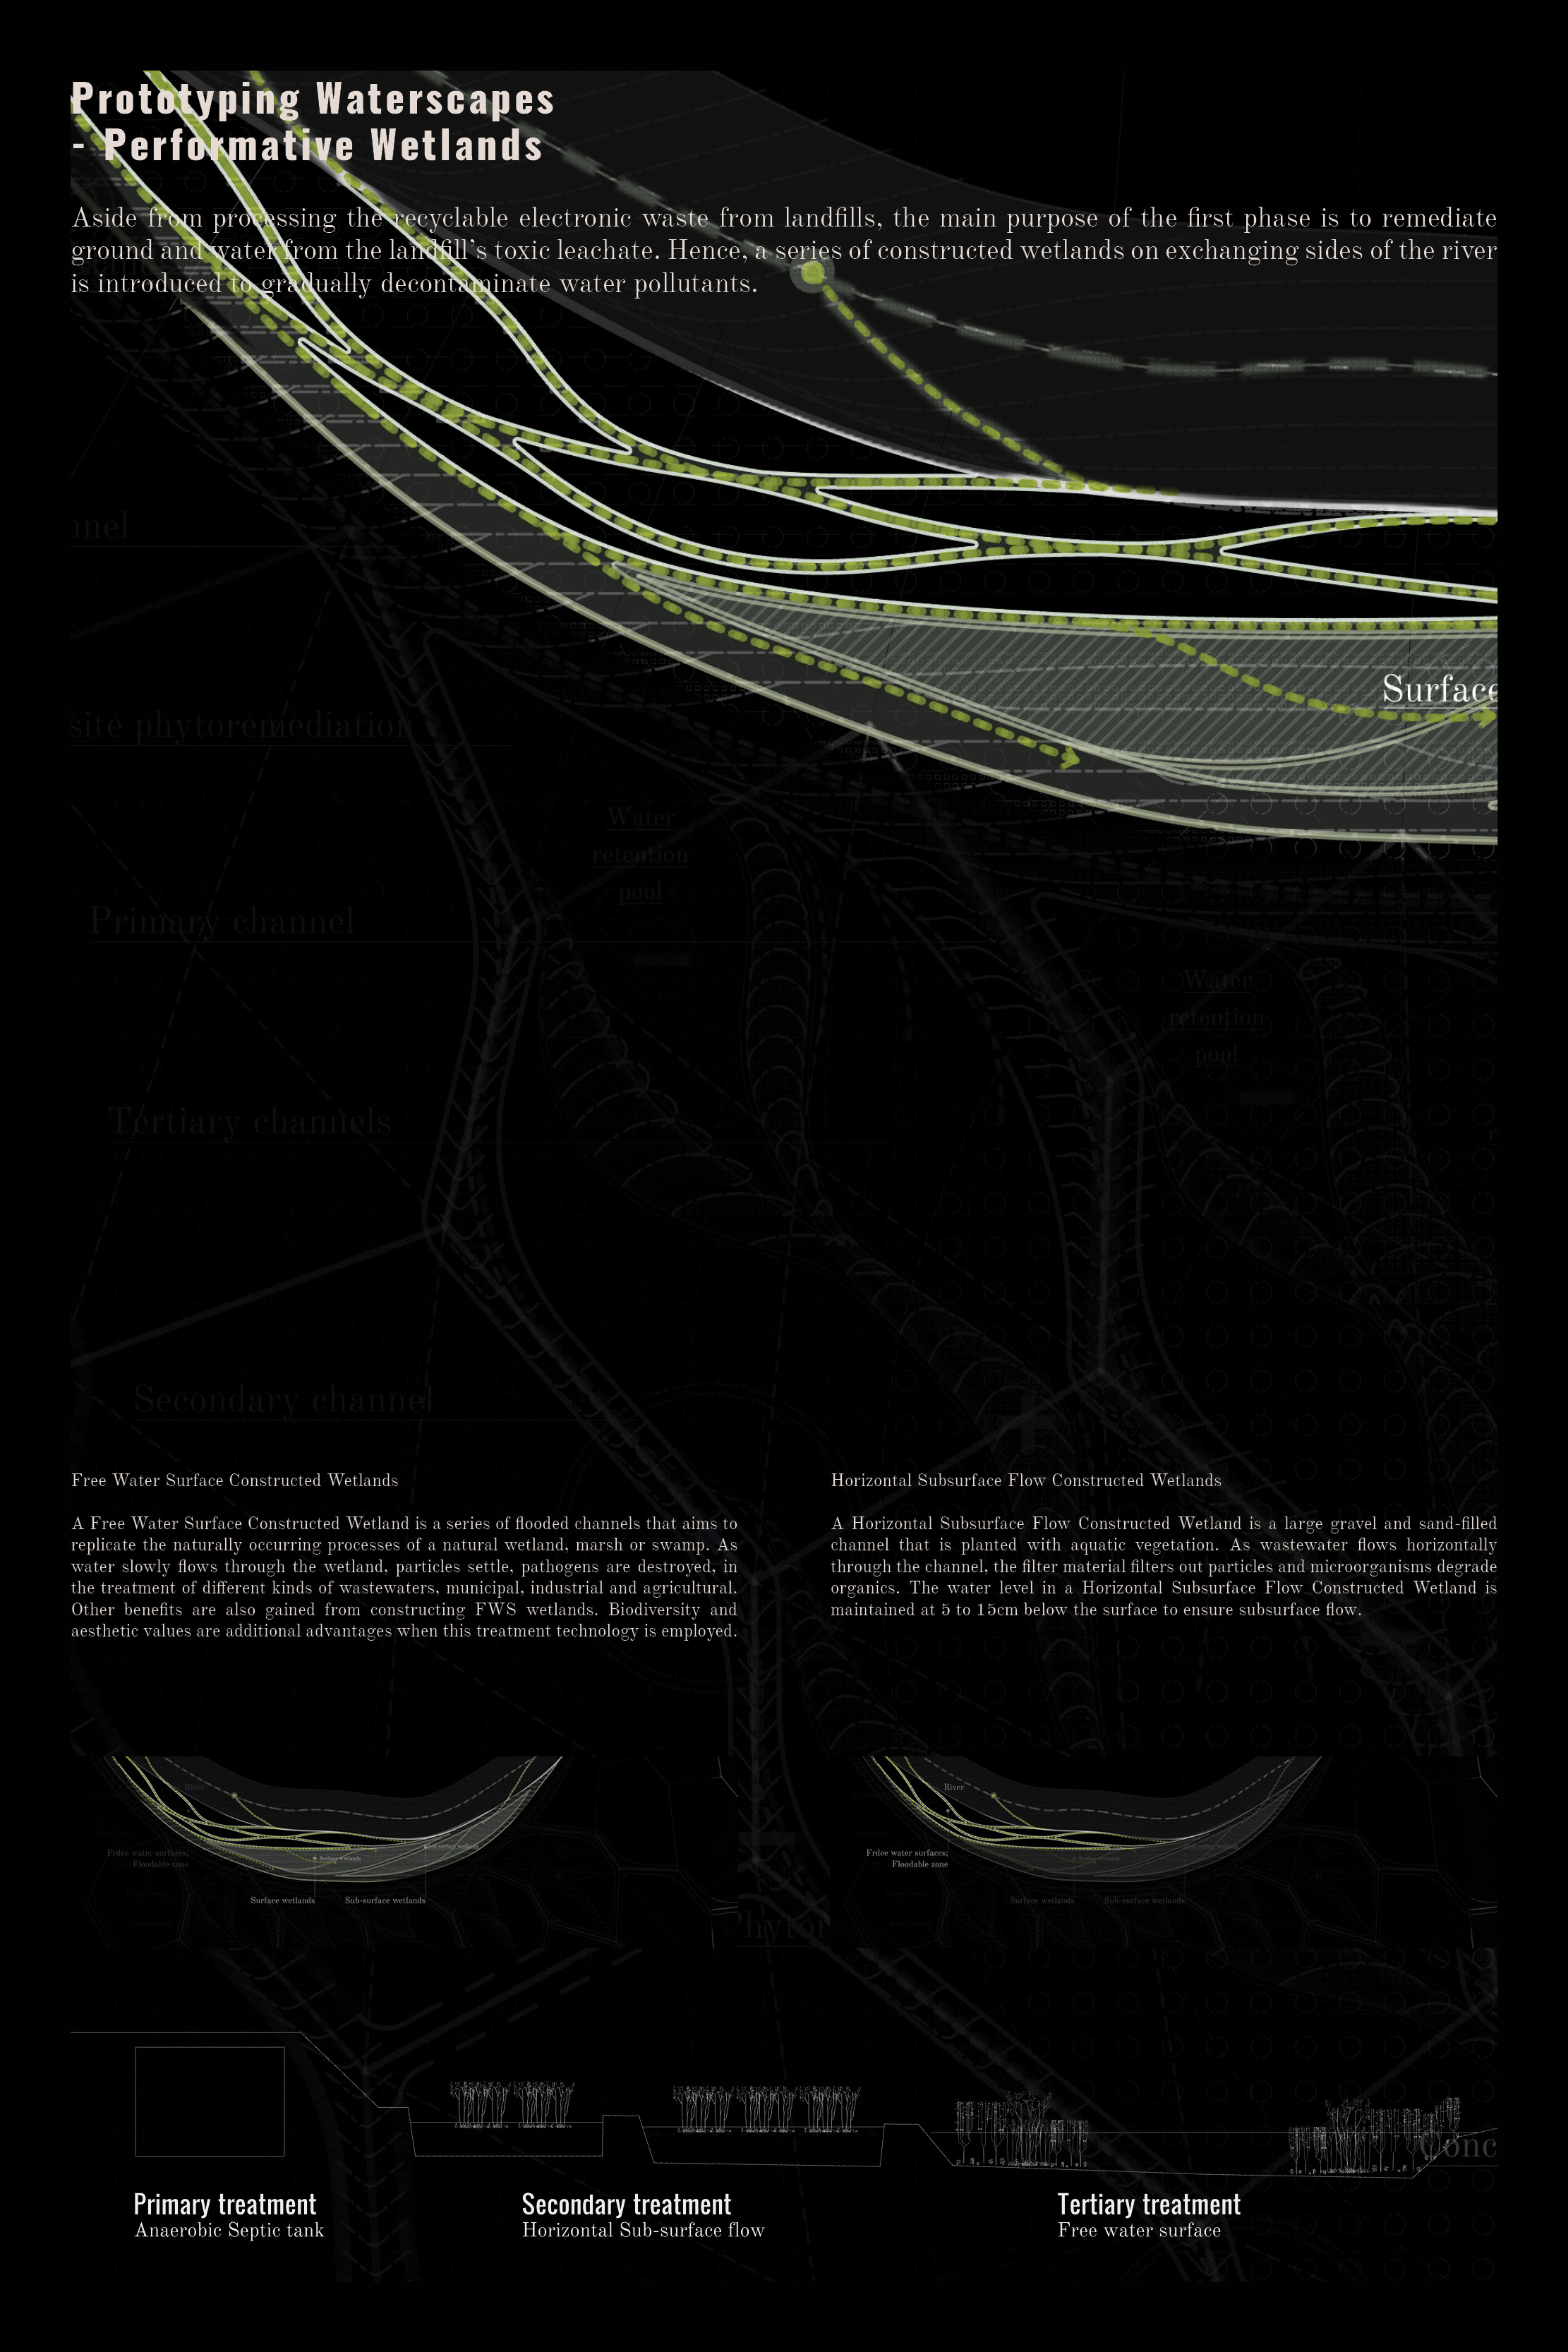 Prototyping Waterscapes
- Performative Wetlands
Aside from processing the recyclable electronic waste from landfills, the main purpose of the first phase is to remediate
ground and water from the landfill's toxic leachate. Hence, a series of constructed wetlands on exchanging sides of the river
is introduced to gradually decontaminate water pollutants.
nnel
Surface
site phytoremediation
Water
retention
pool
Primary channel
Water
retention
pool
Tertiary channels
Secondary channel
Free Water Surface Constructed Wetlands
A Free Water Surface Constructed Wetland is a series of flooded channels that aims to
replicate the naturally occurring processes of a natural wetland, marsh or swamp. As
water slowly flows through the wetland, particles settle, pathogens are destroyed, in
the treatment of different kinds of wastewaters, municipal, industrial and agricultural.
Other benefits are also gained from constructing FWS wetlands. Biodiversity and
aesthetic values are additional advantages when this treatment technology is employed.
Horizontal Subsurface Flow Constructed Wetlands
A Horizontal Subsurface Flow Constructed Wetland is a large gravel and sand-filled
channel that is planted with aquatic vegetation. As wastewater flows horizontally
through the channel, the filter material filters out particles and microorganisms degrade
organics. The water level in a Horizontal Subsurface Flow Constructed Wetland is
maintained at 5 to 15cm below the surface to ensure subsurface flow.
River
Frdee water surfaces;
Floodable zone
Surface wetlands
Sub-surface wetlands
River
Frdee water surfaces;
Floodable zone
Surface wetlands
Sub-surface wetlands
Phytor
Conc
Primary treatment
Anaerobic Septic tank
Secondary treatment
Horizontal Sub-surface flow
Tertiary treatment
Free water surface